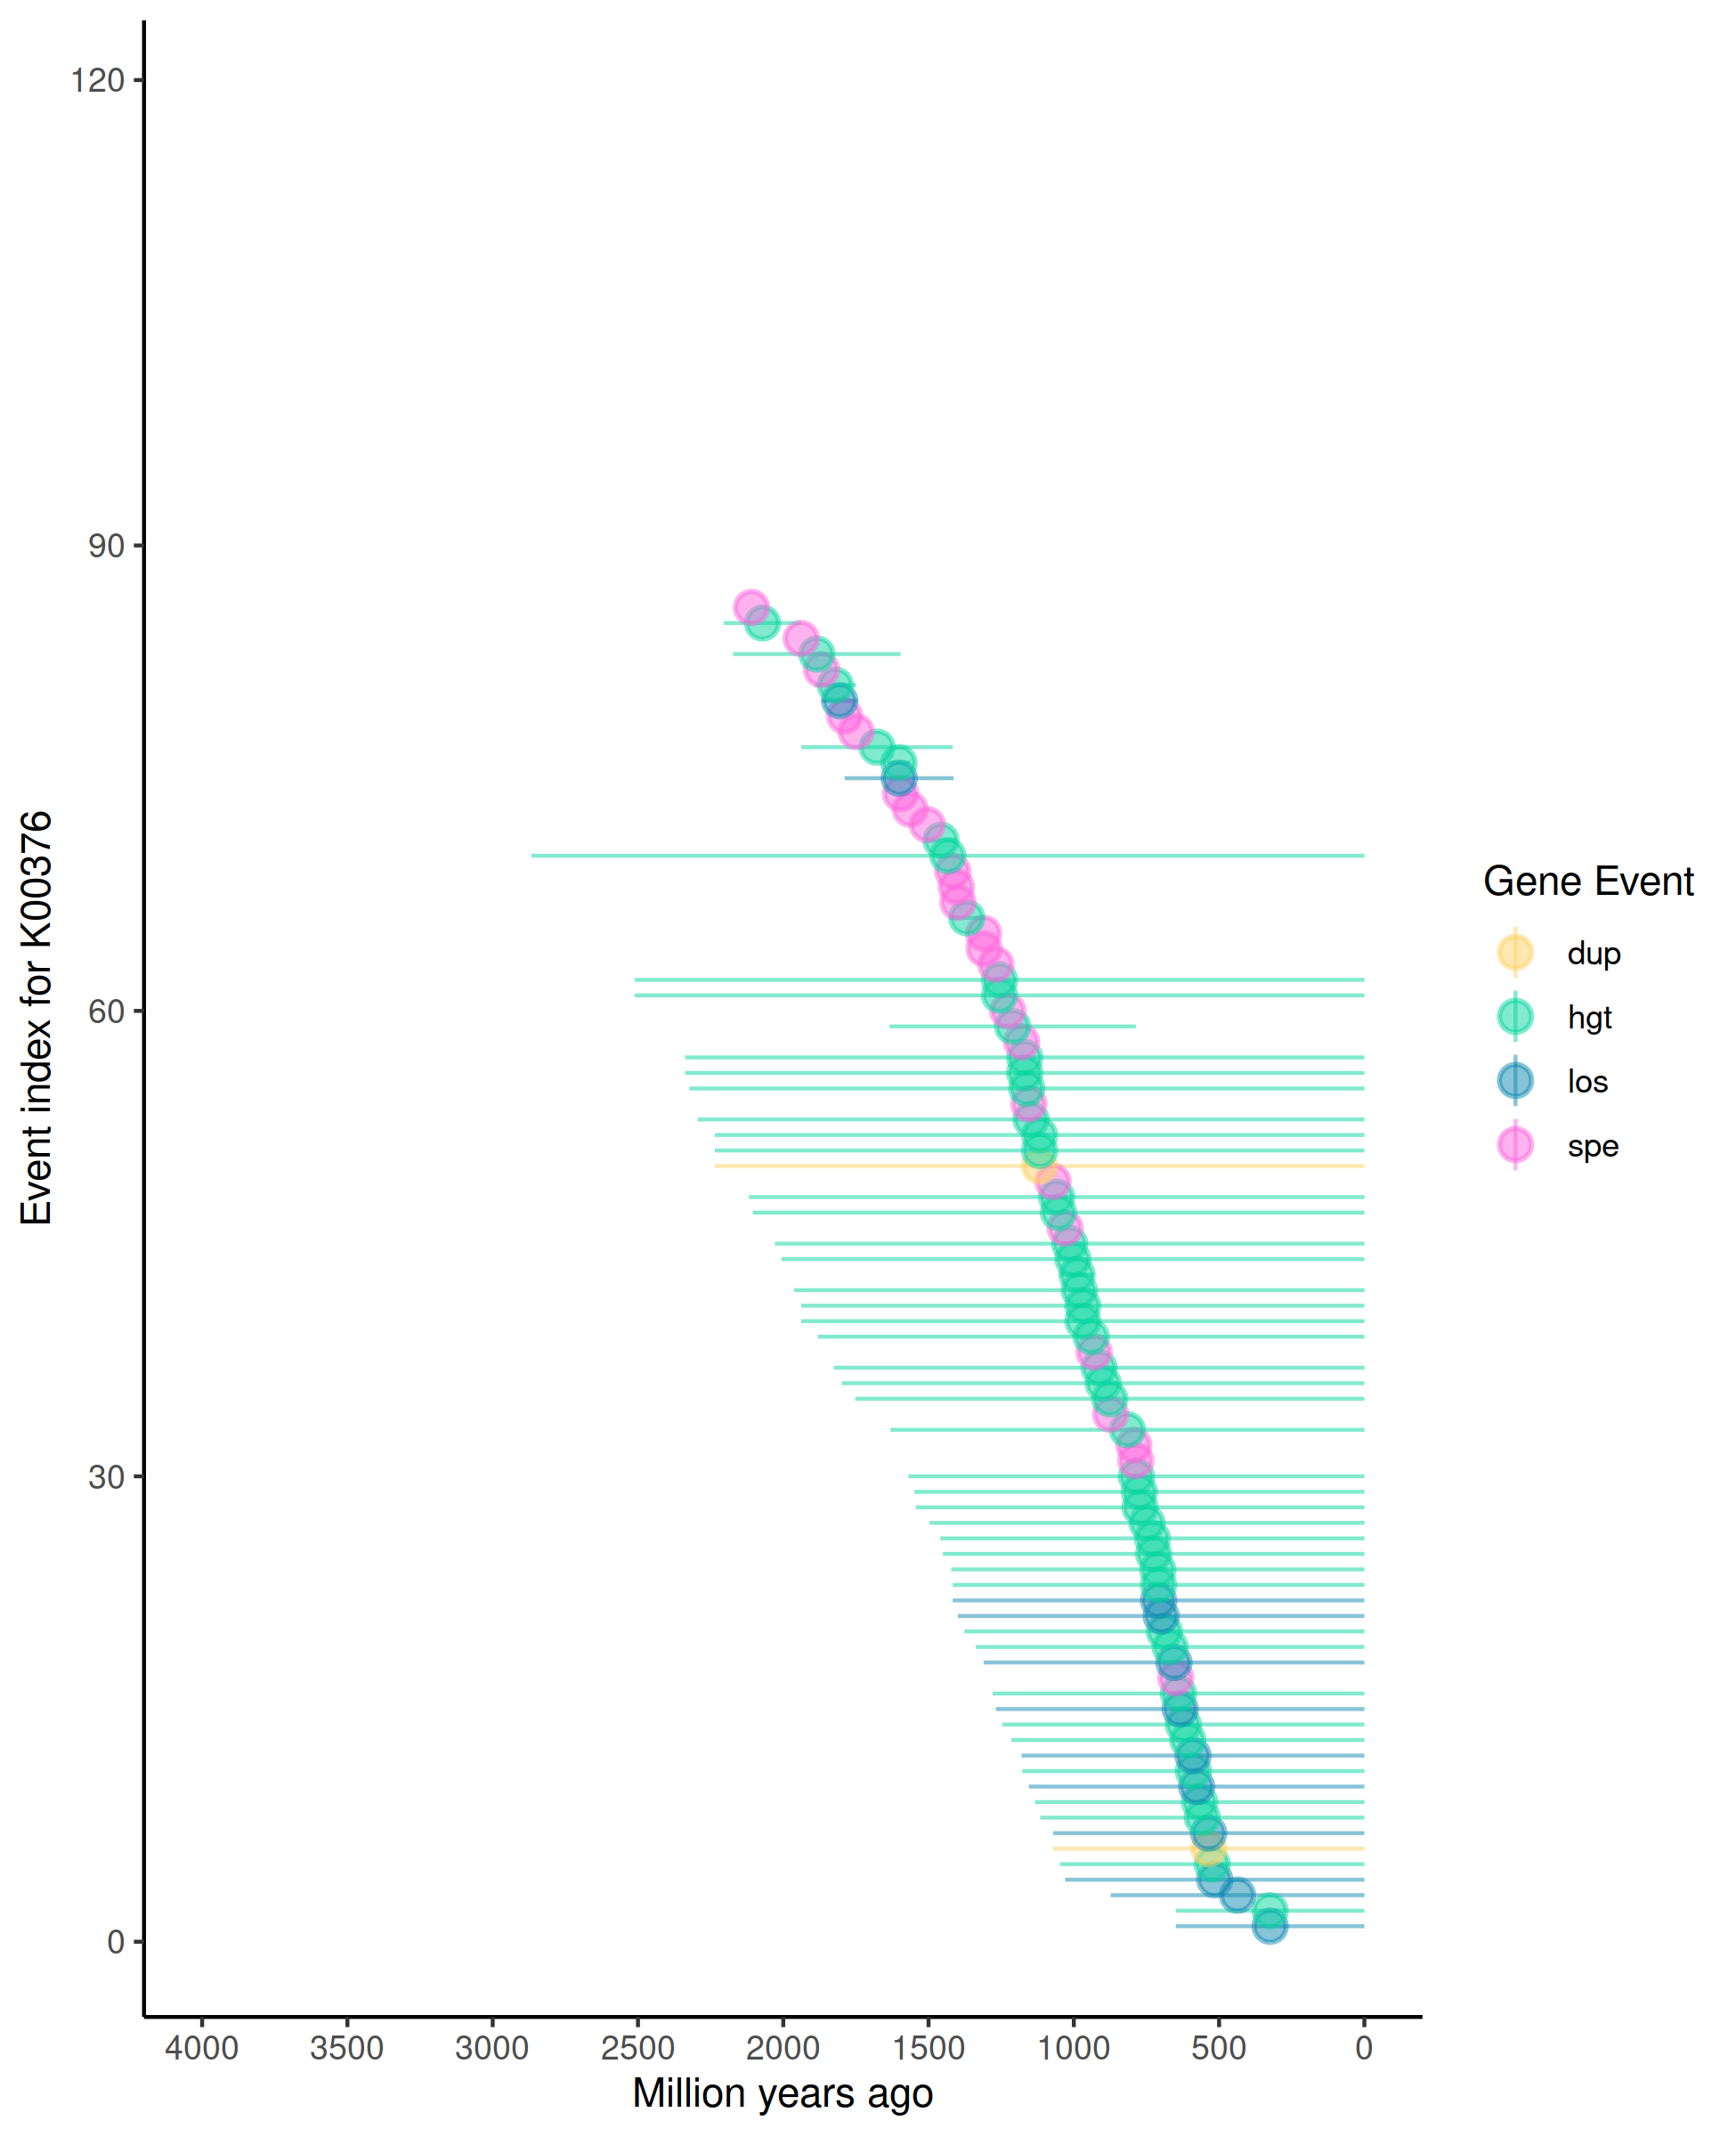 Event index for K00376
120
90
60
30
0
4000 3500 3000 2500 2000 1500 1000 500 0
Million years ago
Gene Event
dup
hgt
los
spe